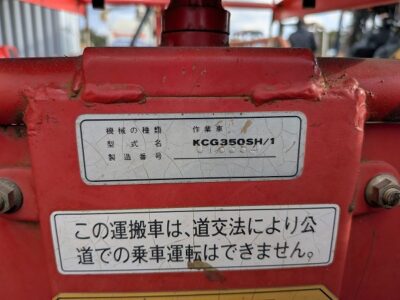 機械の種類 作業車
型式名 KCG350SH/1
製造番号
この運搬車は、道交法により公
道での乗車運転はできません。